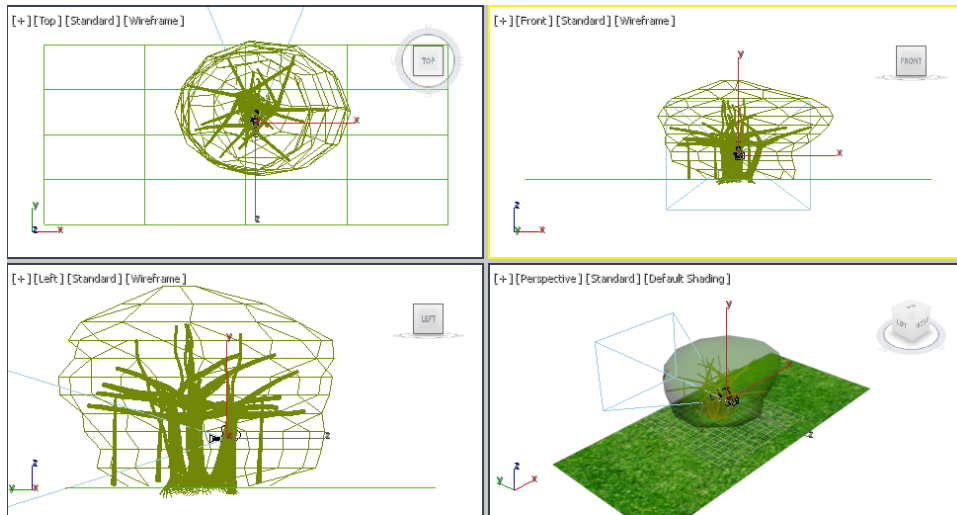 [+] [Top] [Standard] [Wireframe]
TOP
x
z
y
z
x
[+] [Front] [Standard] [Wireframe]
FRONT
y
x
z
y
x
[+] [Left] [Standard] [Wireframe]
LEFT
y
x
z
z
y
x
[+] [Perspective] [Standard] [Default Shading]
y
x
z
z
y
x